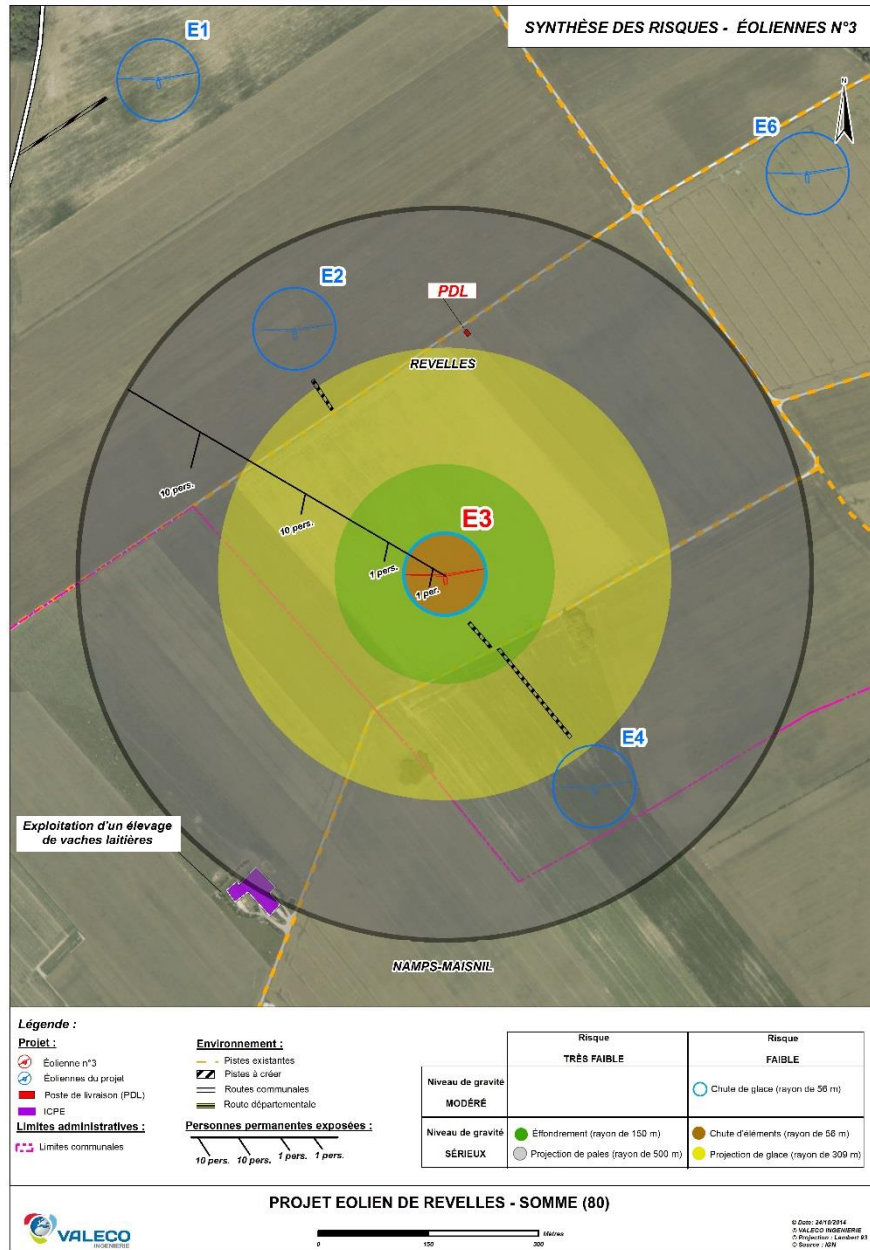 SYNTHÈSE DES RISQUES - ÉOLIENNES N°3
E1
N
E6
E2
PDL
REVELLES
10 pers.
10 pers.
E3
1 pers.
1 per.
E4
Exploitation d'un élevage
de vaches laitières
NAMPS-MAISNIL
Légende :
Projet :
Éolienne n°3
Éoliennes du projet
Poste de livraison (PDL)
ICPE
Limites administratives :
Limites communales
Environnement :
Pistes existantes
Pistes à créer
Routes communales
Route départementale
Personnes permanentes exposées :
10 pers. 10 pers. 1 pers. 1 pers.
Risque
TRÈS FAIBLE
Risque
FAIBLE
Niveau de gravité
MODÉRÉ
Chute de glace (rayon de 56 m)
Niveau de gravité
SÉRIEUX
Éffondrement (rayon de 150 m)
Projection de pales (rayon de 500 m)
Chute d'éléments (rayon de 56 m)
Projection de glace (rayon de 309 m)
PROJET EOLIEN DE REVELLES - SOMME (80)
VALECO
INGENIERIE
Mètres
0 150 300
© Date: 24/10/2014
© VALECO INGENIERIE
© Projection : Lambert 93
© Source : IGN